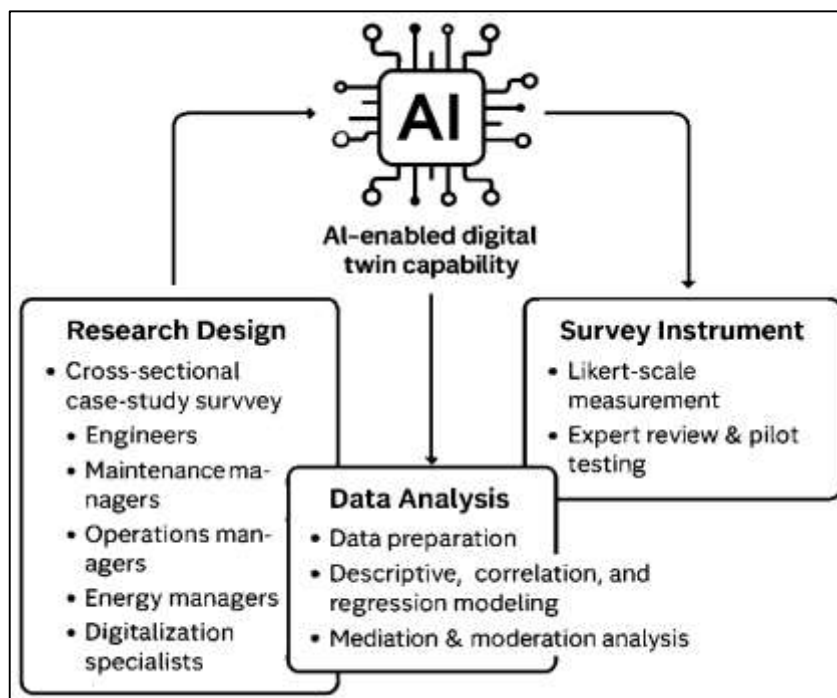 AI
AI-enabled digital
twin capability
Research Design
• Cross-sectional
case-study survvey
• Engineers
• Maintenance ma-
nagers
• Operations man-
agers
• Energy managers
• Digitalization
specialists
Data Analysis
• Data preparation
• Descriptive, correlation, and
regression modeling
• Mediation & moderation analysis
Survey Instrument
• Likert-scale
measurement
• Expert review & pilot
testing